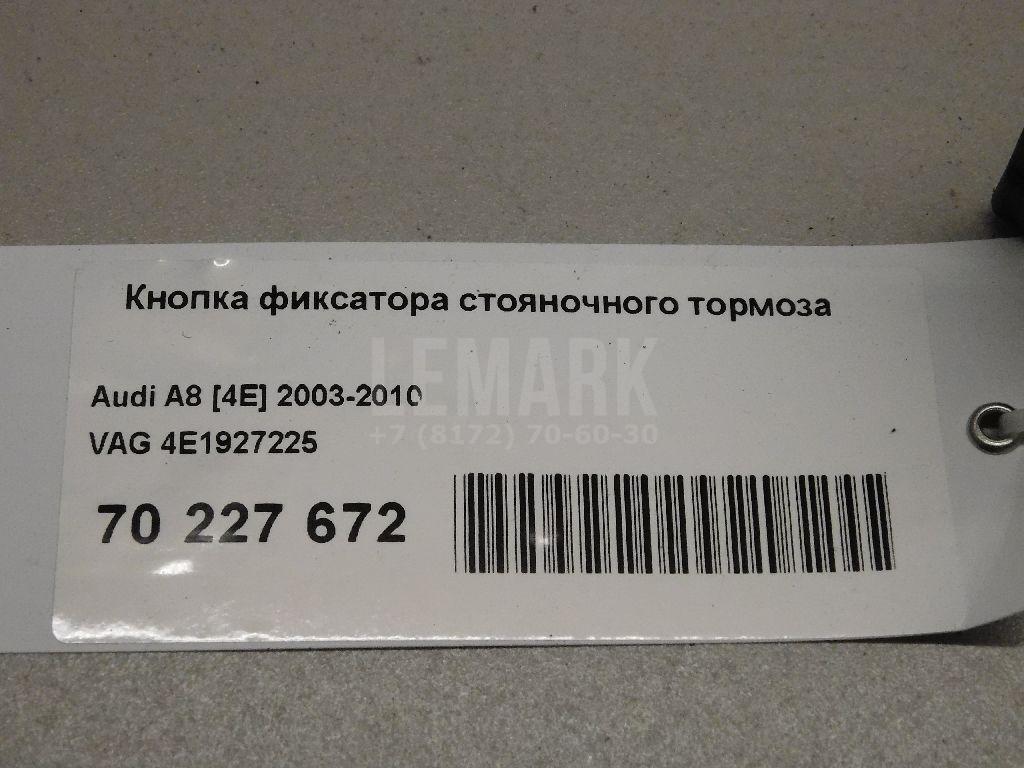 Кнопка фиксатора стояночного тормоза
LEMARK
Audi A8 [4E] 2003-2010
+7 (8172) 70-60-30
VAG 4E1927225
70 227 672